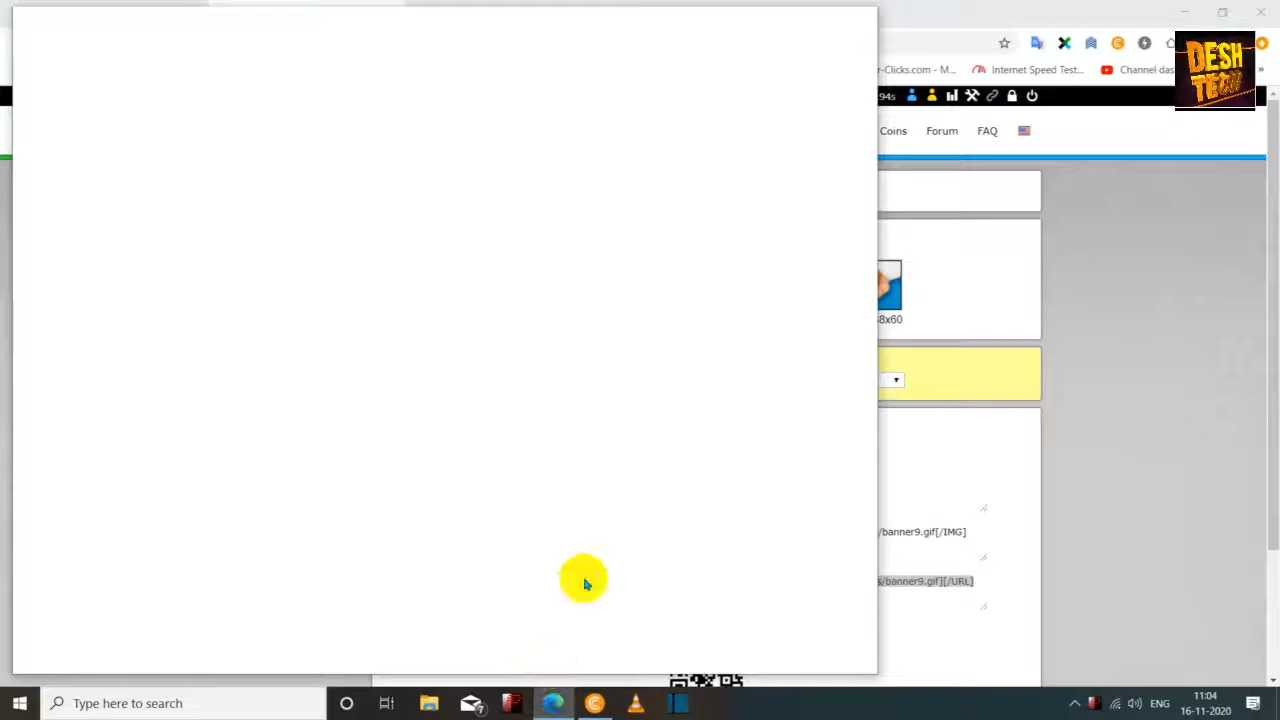 r-Clicks.com - M...
Internet Speed Test...
Channel das
»
DESH
TECH
94s
Coins
Forum
FAQ
8x60
/banner9.gif[/IMG]
s/banner9.gif][/URL]
Type here to search
7
ENG
11:04
16-11-2020